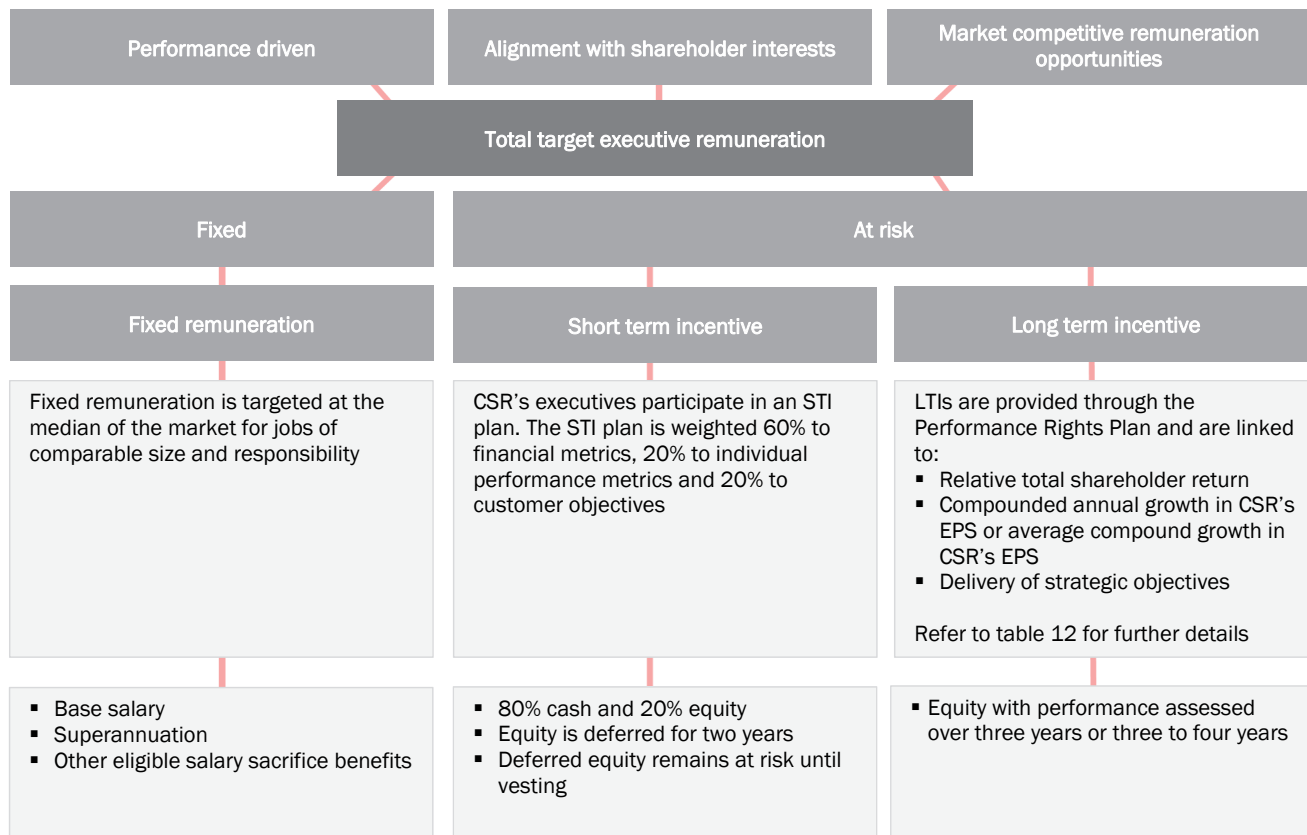 Performance driven
Alignment with shareholder interests
Market competitive remuneration
opportunities
Total target executive remuneration
Fixed
At risk
Fixed remuneration
Short term incentive
Long term incentive
Fixed remuneration is targeted at the
median of the market for jobs of
comparable size and responsibility
CSR's executives participate in an STI
plan. The STI plan is weighted 60% to
financial metrics, 20% to individual
performance metrics and 20% to
customer objectives
LTIs are provided through the
Performance Rights Plan and are linked
to:
▪ Relative total shareholder return
▪ Compounded annual growth in CSR's
EPS or average compound growth in
CSR's EPS
▪ Delivery of strategic objectives
Refer to table 12 for further details
▪ Base salary
▪ Superannuation
▪ Other eligible salary sacrifice benefits
▪ 80% cash and 20% equity
▪ Equity is deferred for two years
▪ Deferred equity remains at risk until
vesting
▪ Equity with performance assessed
over three years or three to four years